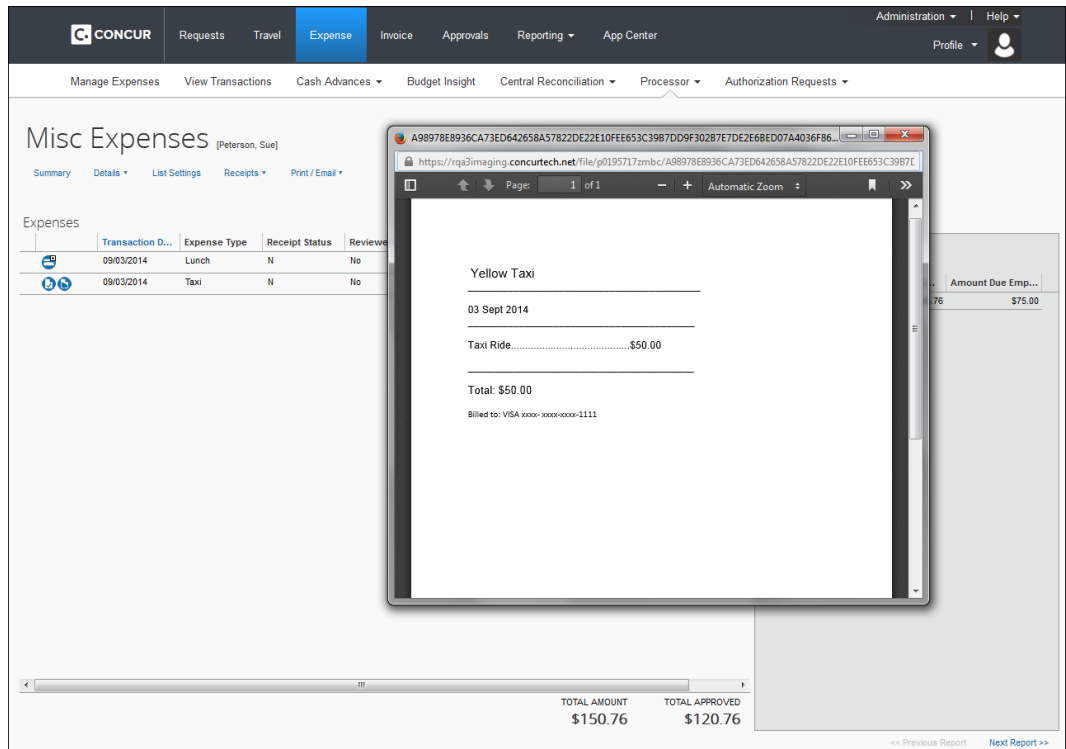 Administration | Help
C. CONCUR Requests Travel Expense Invoice Approvals Reporting App Center
Profile
Manage Expenses View Transactions Cash Advances Budget Insight Central Reconciliation Processor Authorization Requests
Misc Expenses [Peterson, Sue]
Summary Details List Settings Receipts Print / Email
Expenses
Transaction D... Expense Type Receipt Status Reviewe
09/03/2014 Lunch N No
09/03/2014 Taxi N No
A98978E8936CA73ED642658A57822DE22E10FEE653C39B7DD9F302B7E7DE2E6BED07A4036F86...
https://rqa3imaging.concurtech.net/file/p0195717zmbc/A98978E8936CA73ED642658A57822DE22E10FEE653C39B7D
Page: 1 of 1 Automatic Zoom
Yellow Taxi
03 Sept 2014
Taxi Ride..........................................$50.00
Total: $50.00
Billed to: VISA xxxx- xxxx-xxxx-1111
... Amount Due Emp...
.76 $75.00
TOTAL AMOUNT TOTAL APPROVED
$150.76 $120.76
<< Previous Report Next Report >>